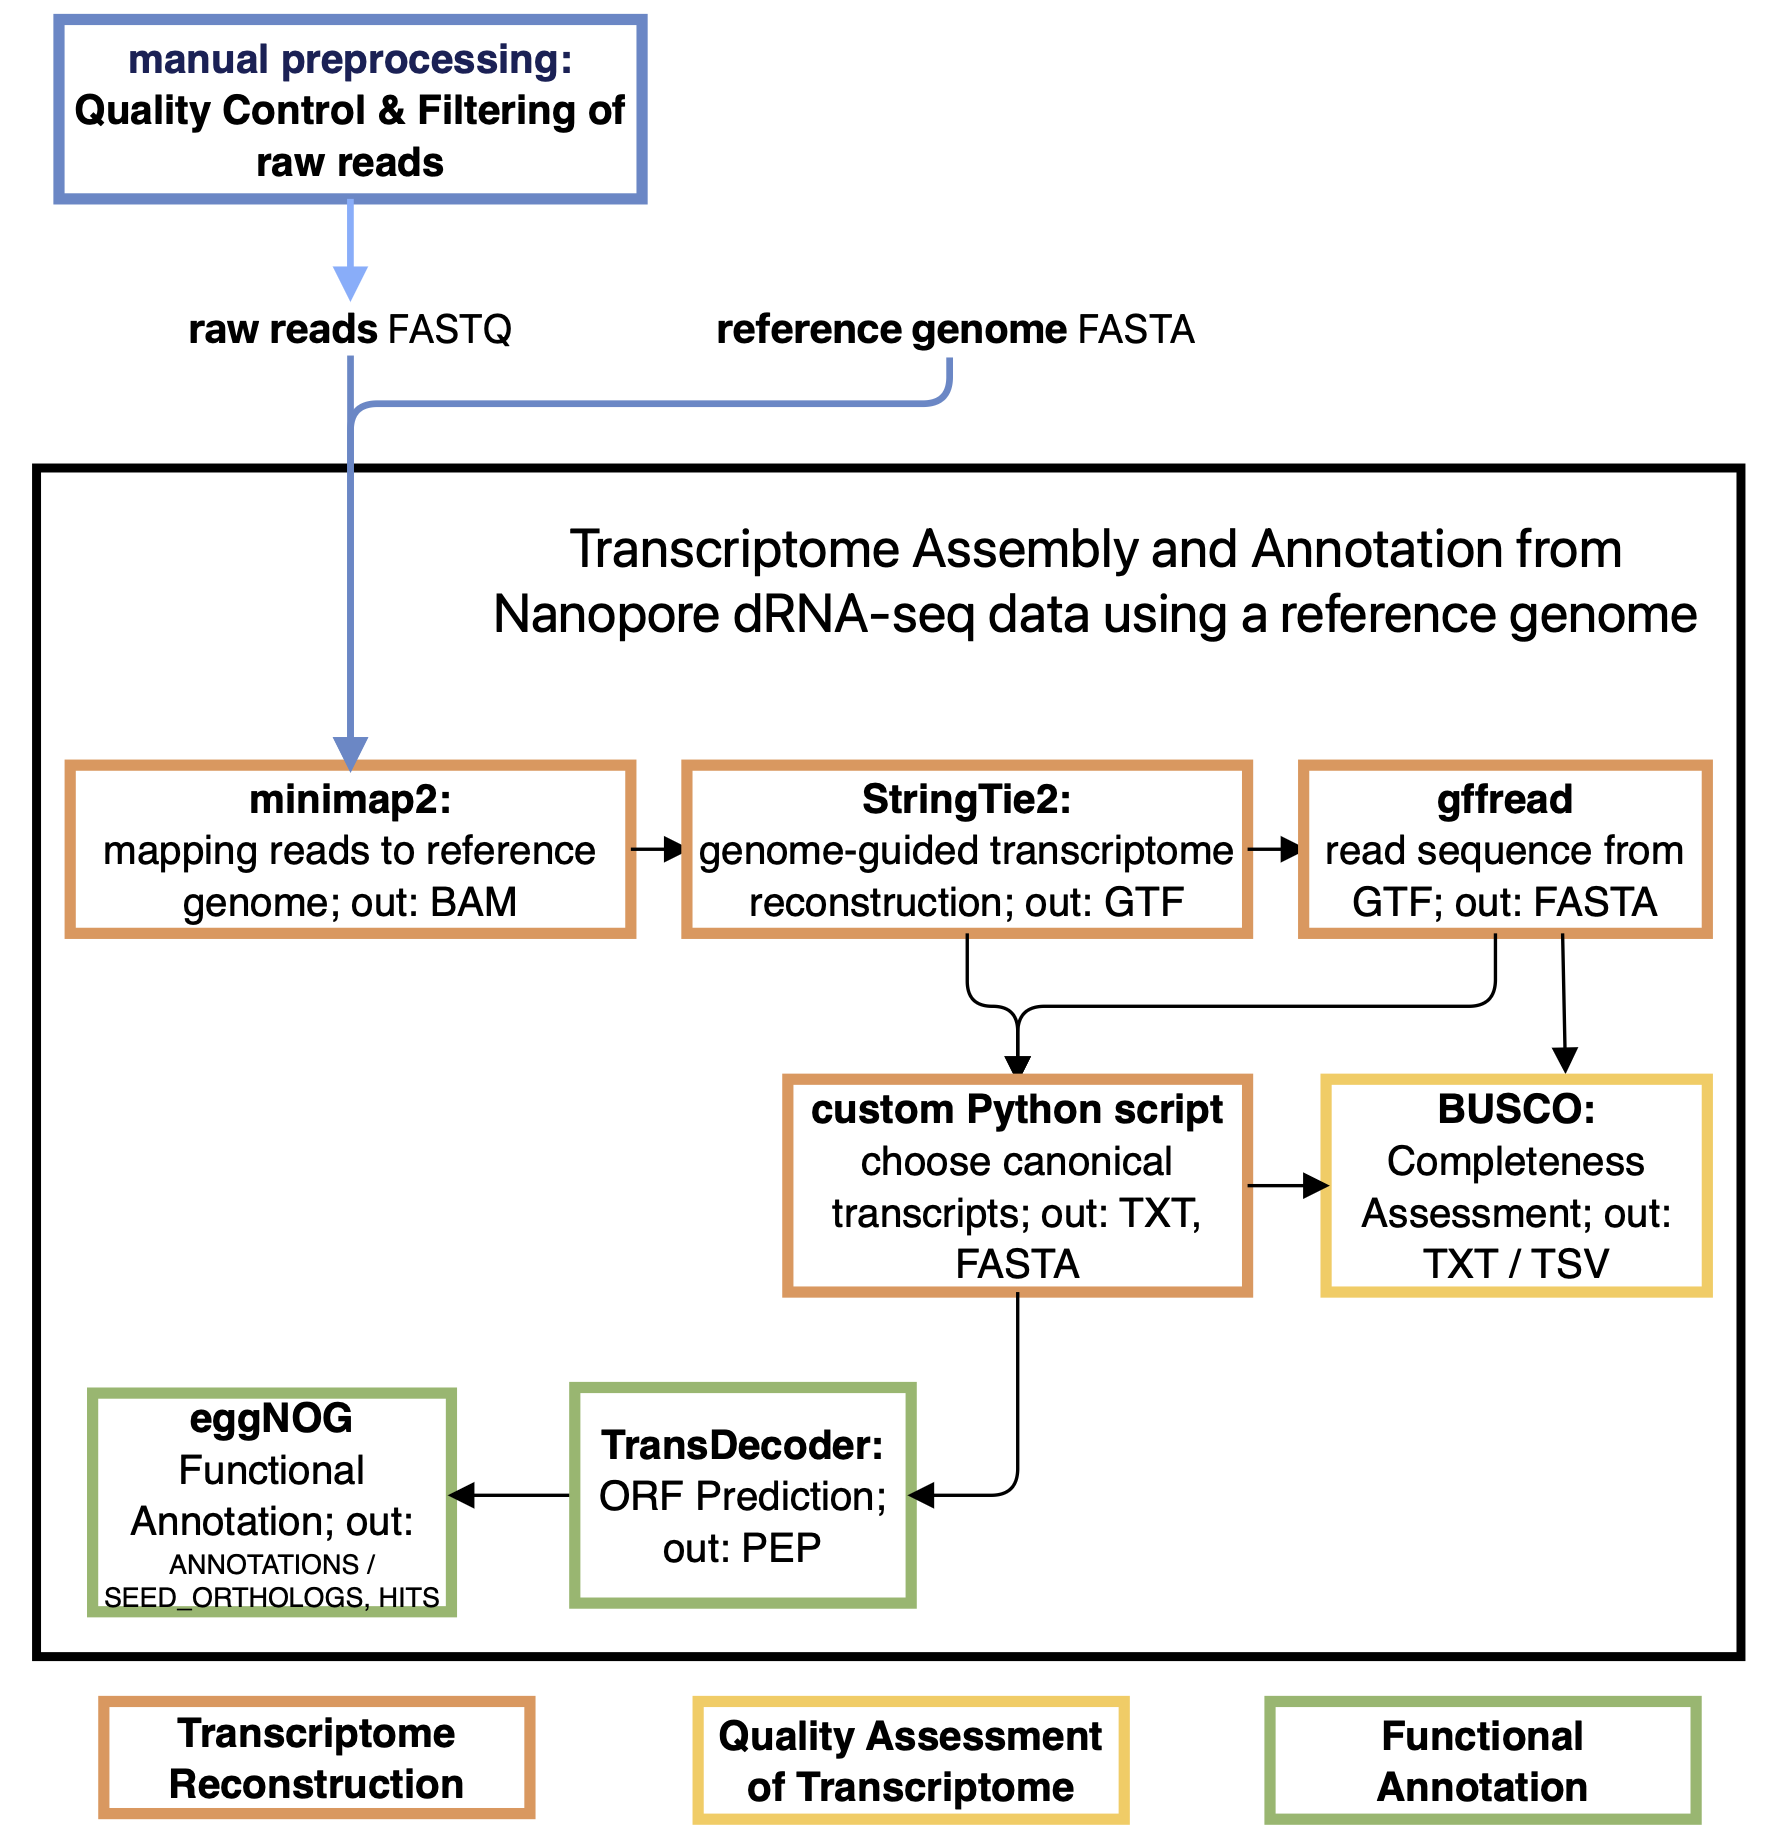 manual preprocessing:
Quality Control & Filtering of
raw reads
raw reads FASTQ
reference genome FASTA
Transcriptome Assembly and Annotation from
Nanopore dRNA-seq data using a reference genome
minimap2:
mapping reads to reference
genome; out: BAM
StringTie2:
genome-guided transcriptome
reconstruction; out: GTF
gffread
read sequence from
GTF; out: FASTA
custom Python script
choose canonical
transcripts; out: TXT,
FASTA
BUSCO:
Completeness
Assessment; out:
TXT / TSV
eggNOG
Functional
Annotation; out:
ANNOTATIONS /
SEED_ORTHOLOGS, HITS
TransDecoder:
ORF Prediction;
out: PEP
Transcriptome
Reconstruction
Quality Assessment
of Transcriptome
Functional
Annotation